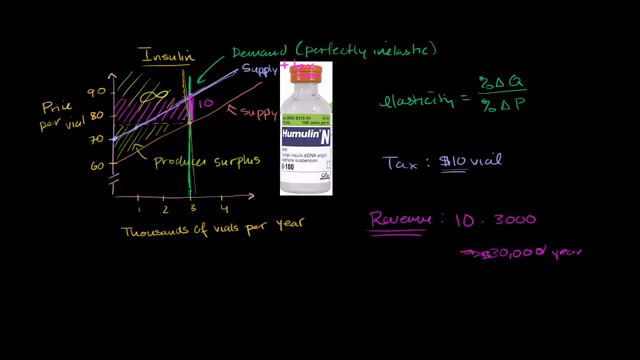 Insulin
Demand (perfectly inelastic)
Supply + tax
Price per vial
90
80
70
60
∞
10
supply
producer surplus
1 2 3 4
Thousands of vials per year
Humulin N
U-100
elasticity = %ΔQ / %ΔP
Tax: $10 vial
Revenue: 10 · 3000
→ $30,000/ year